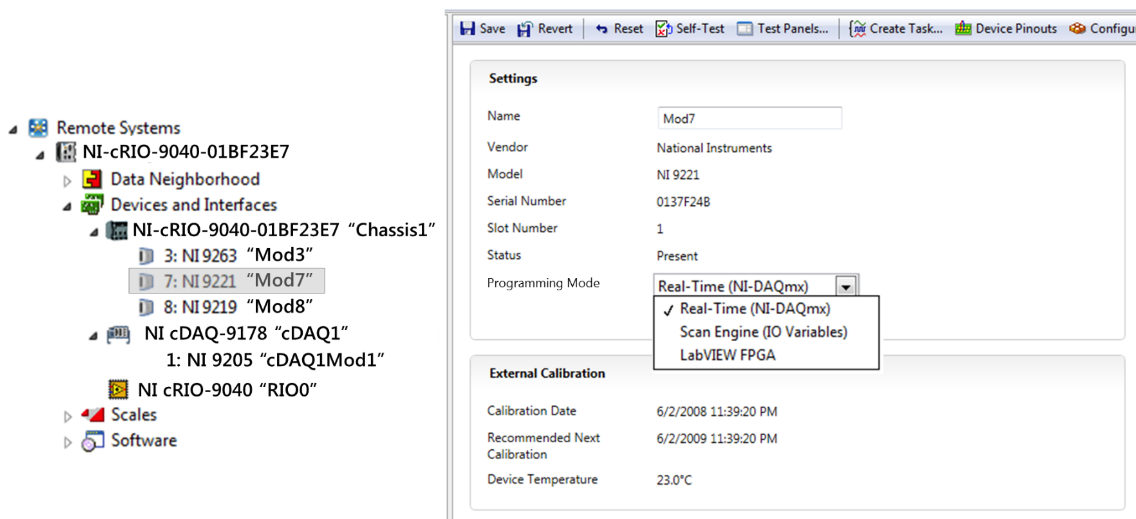 Remote Systems
NI-cRIO-9040-01BF23E7
Data Neighborhood
Devices and Interfaces
NI-cRIO-9040-01BF23E7 “Chassis1”
3: NI 9263 “Mod3”
7: NI 9221 “Mod7”
8: NI 9219 “Mod8”
NI cDAQ-9178 “cDAQ1”
1: NI 9205 “cDAQ1Mod1”
NI cRIO-9040 “RIO0”
Scales
Software
Save Revert Reset Self-Test Test Panels... Create Task... Device Pinouts Configu
Settings
Name Mod7
Vendor National Instruments
Model NI 9221
Serial Number 0137F24B
Slot Number 1
Status Present
Programming Mode Real-Time (NI-DAQmx)
Real-Time (NI-DAQmx)
Scan Engine (IO Variables)
LabVIEW FPGA
External Calibration
Calibration Date 6/2/2008 11:39:20 PM
Recommended Next 6/2/2009 11:39:20 PM
Calibration
Device Temperature 23.0°C